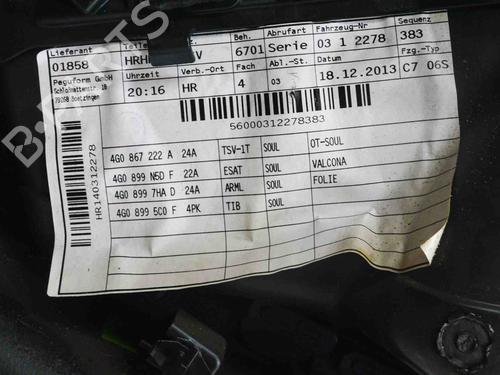 Lieferant Beh. Abrufart Fahrzeug-Nr Sequenz
01858 V 6701 Serie 03 1 2278 383
Peguform GmbH Uhrzeit Verb.-Ort Fach Abl.-St. Datum Fzg.-Typ
79268 Boetzingen 20:16 HR 4 03 18.12.2013 C7 06S
56000312278383
4G0 867 222 A 24A TSV-1T SOUL OT-SOUL
4G0 899 N5D F 22A ESAT SOUL VALCONA
4G0 899 7HA D 24A ARML SOUL FOLIE
4G0 899 5C0 F 4PK TIB SOUL
HR140312278
B-PARTS